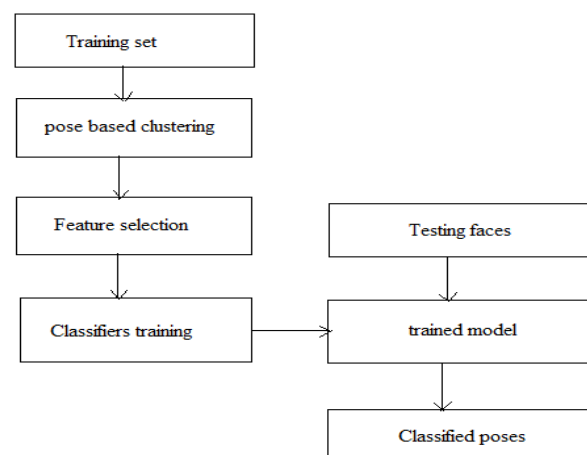 Training set
pose based clustering
Feature selection
Testing faces
Classifiers training
trained model
Classified poses